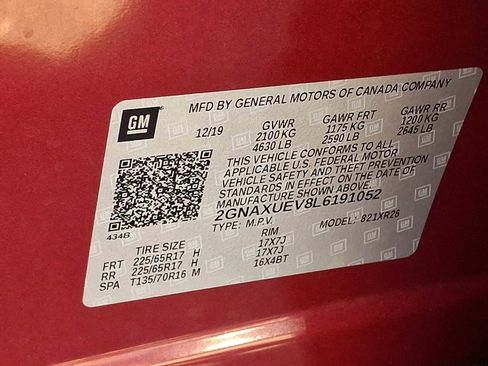 MFD BY GENERAL MOTORS OF CANADA COMPANY
GM
12/19 GVWR GAWR FRT GAWR RR
2100 KG 1175 KG 1200 KG
4630 LB 2590 LB 2645 LB
THIS VEHICLE CONFORMS TO ALL
APPLICABLE U.S. FEDERAL MOTOR
VEHICLE SAFETY AND THEFT PREVENTION
STANDARDS IN EFFECT ON THE DATE OF
MANUFACTURE SHOWN ABOVE.
2GNAXUEV8L6191052
TYPE: M.P.V. MODEL: 821XR26
434B
TIRE SIZE RIM
FRT 225/65R17 H 17X7J
RR 225/65R17 H 17X7J
SPA T135/70R16 M 16X4BT